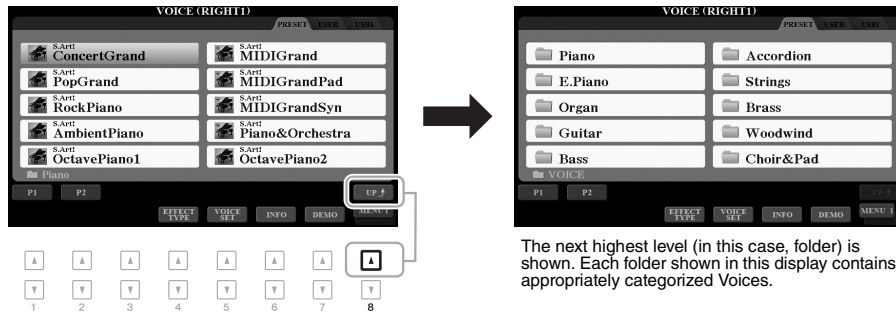 VOICE (RIGHT1)
PRESET USER USB1
S.Art!
ConcertGrand
S.Art!
MIDIGrand
S.Art!
PopGrand
S.Art!
MIDIGrandPad
S.Art!
RockPiano
S.Art!
MIDIGrandSyn
S.Art!
AmbientPiano
S.Art!
Piano&Orchestra
S.Art!
OctavePiano1
S.Art!
OctavePiano2
Piano
P1 P2 UP
EFFECT TYPE VOICE SET INFO DEMO MENU 1
1 2 3 4 5 6 7 8
VOICE (RIGHT1)
PRESET USER USB1
Piano Accordion
E.Piano Strings
Organ Brass
Guitar Woodwind
Bass Choir&Pad
VOICE
P1 P2 UP
EFFECT TYPE VOICE SET INFO DEMO MENU 1
The next highest level (in this case, folder) is
shown. Each folder shown in this display contains
appropriately categorized Voices.